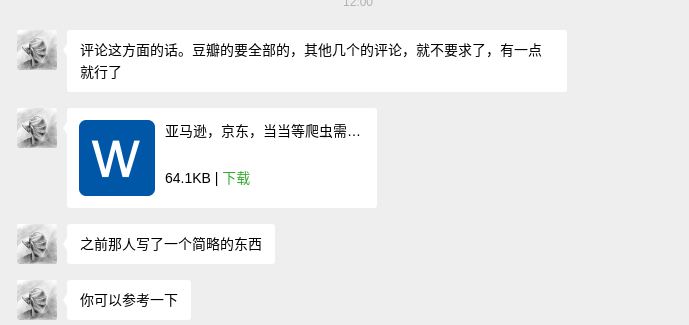 12:00
评论这方面的话。豆瓣的要全部的，其他几个的评论，就不要求了，有一点
就行了
W
亚马逊，京东，当当等爬虫需...
64.1KB | 下载
之前那人写了一个简略的东西
你可以参考一下